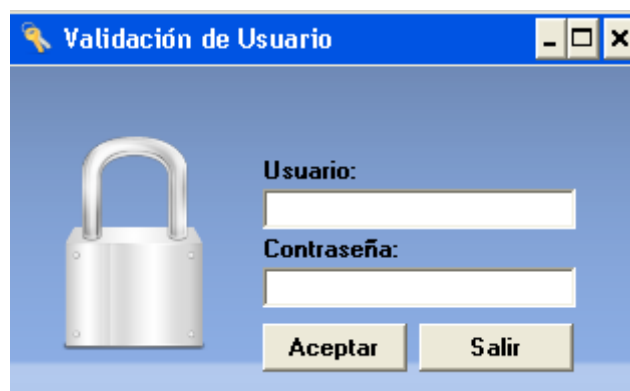 Validación de Usuario
Usuario:
Contraseña:
Aceptar Salir